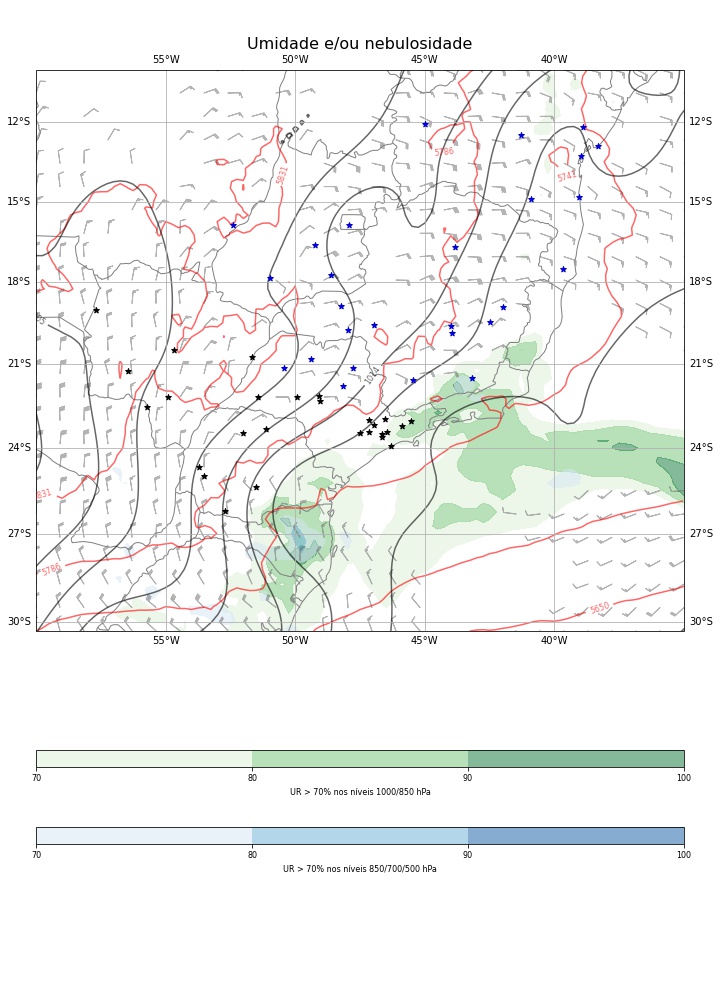 Umidade e/ou nebulosidade
55°W 50°W 45°W 40°W
12°S 12°S
5786
5741
5831
15°S 15°S
18°S 18°S
21°S 21°S
1014
24°S 24°S
831
27°S 27°S
5786
5650
30°S 30°S
55°W 50°W 45°W 40°W
70 80 90 100
UR > 70% nos níveis 1000/850 hPa
70 80 90 100
UR > 70% nos níveis 850/700/500 hPa